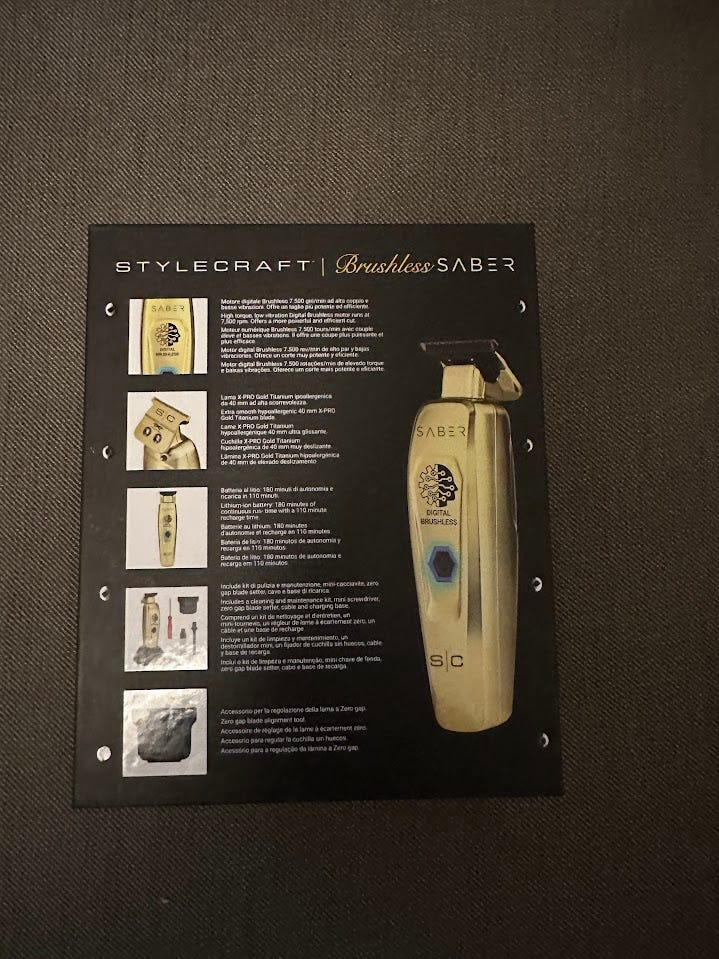 STYLECRAFT | Brushless SABER
SABER
DIGITAL
BRUSHLESS
Motore digitale Brushless 7.500 giri/min ad alta coppia e
basse vibrazioni. Offre un taglio più potente ed efficiente.
High torque, low vibration Digital Brushless motor runs at
7,500 rpm. Offers a more powerful and efficient cut.
Moteur numérique Brushless 7.500 tours/min avec couple
élevé et basses vibrations. Il offre une coupe plus puissante et
plus efficace.
Motor digital Brushless 7.500 rev/min de alto par y bajas
vibraciones. Ofrece un corte muy potente y eficiente.
Motor digital Brushless 7.500 rotações/min de elevado torque
e baixas vibrações. Oferece um corte mais potente e eficiente.
S|C
Lama X-PRO Gold Titanium ipoallergenica
da 40 mm ad alta scorrevolezza.
Extra smooth hypoallergenic 40 mm X-PRO
Gold Titanium blade.
Lame X-PRO Gold Titanium
hypoallergénique 40 mm ultra glissante.
Cuchilla X-PRO Gold Titanium
hipoalergénica de 40 mm muy deslizante.
Lâmina X-PRO Gold Titanium hipoalergénica
de 40 mm de elevado deslizamento
Batteria al litio: 180 minuti di autonomia e
ricarica in 110 minuti.
Lithium-ion battery: 180 minutes of
continuous run- time with a 110 minute
recharge time.
Batterie au lithium: 180 minutes
d'autonomie et recharge en 110 minutes
Batería de litio: 180 minutos de autonomía y
recarga en 110 minutos
Bateria de lítio: 180 minutos de autonomia e
recarga em 110 minutos.
Include kit di pulizia e manutenzione, mini-cacciavite, zero
gap blade setter, cavo e base di ricarica.
Includes a cleaning and maintenance kit, mini screwdriver,
zero gap blade setter, cable and charging base.
Comprend un kit de nettoyage et d'entretien, un
mini-tournevis, un régleur de lame à écartement zéro, un
câble et une base de recharge
Incluye un kit de limpieza y mantenimiento, un
destornillador mini, un fijador de cuchilla sin huecos, cable
y base de recarga.
Inclui o kit de limpeza e manutenção, mini chave de fenda,
zero gap blade setter, cabo e base de recarga.
Accessorio per la regolazione della lama a Zero gap.
Zero gap blade alignment tool.
Accessoire de réglage de la lame à écartement zéro.
Accesorio para regular la cuchilla sin huecos.
Acessório para a regulação da lâmina a Zero gap.
SABER
DIGITAL
BRUSHLESS
S|C